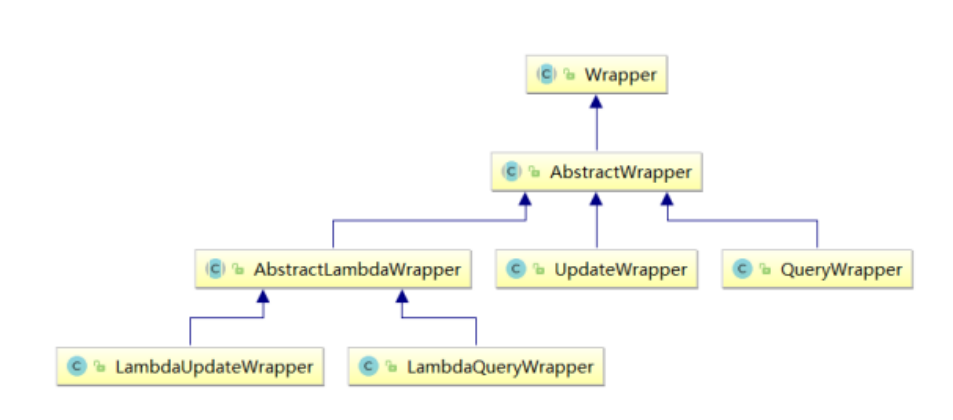 Wrapper
AbstractWrapper
AbstractLambdaWrapper UpdateWrapper QueryWrapper
LambdaUpdateWrapper LambdaQueryWrapper